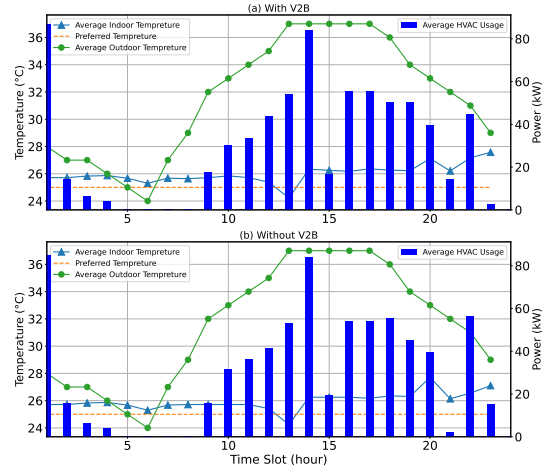 (a) With V2B
Average Indoor Tempreture
Preferred Tempreture
Average Outdoor Tempreture
Average HVAC Usage
Temperature (°C)
36
34
32
30
28
26
24
Power (kW)
80
60
40
20
0
5
10
15
20
(b) Without V2B
Average Indoor Tempreture
Preferred Tempreture
Average Outdoor Tempreture
Average HVAC Usage
Temperature (°C)
36
34
32
30
28
26
24
Power (kW)
80
60
40
20
0
5
10
15
20
Time Slot (hour)